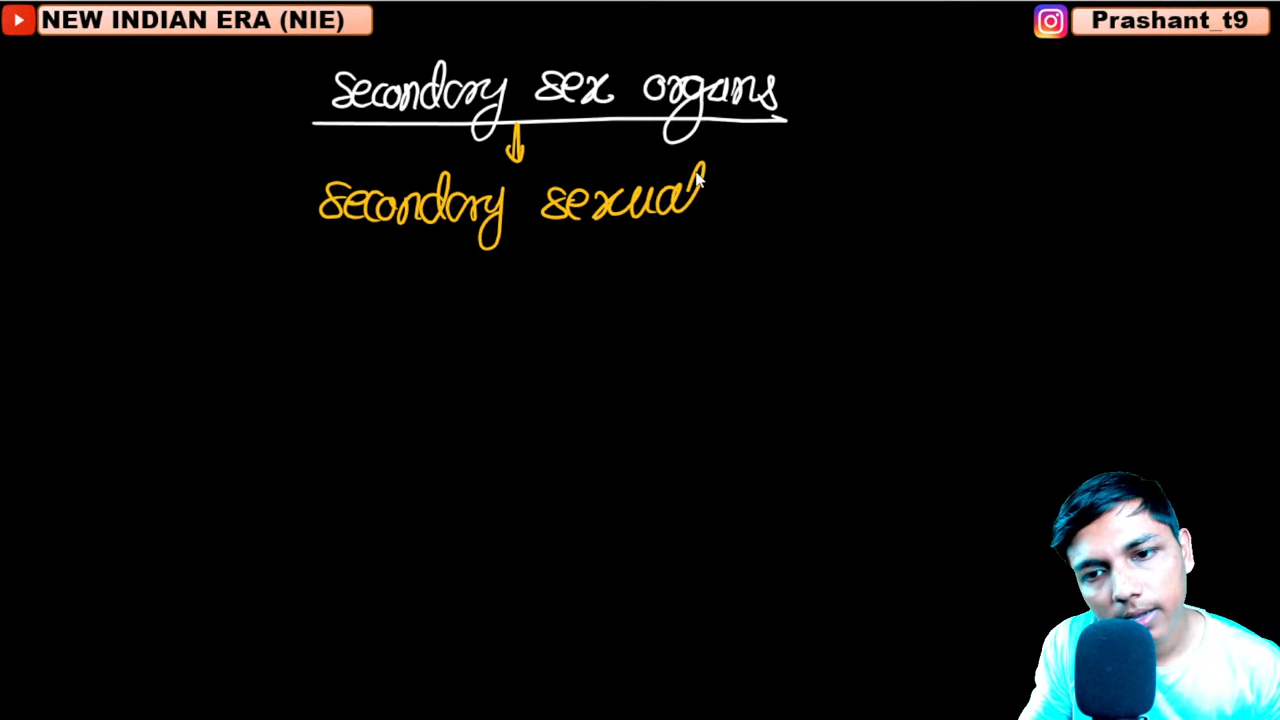 NEW INDIAN ERA (NIE)
Prashant_t9
secondary sex organs
secondary sexual